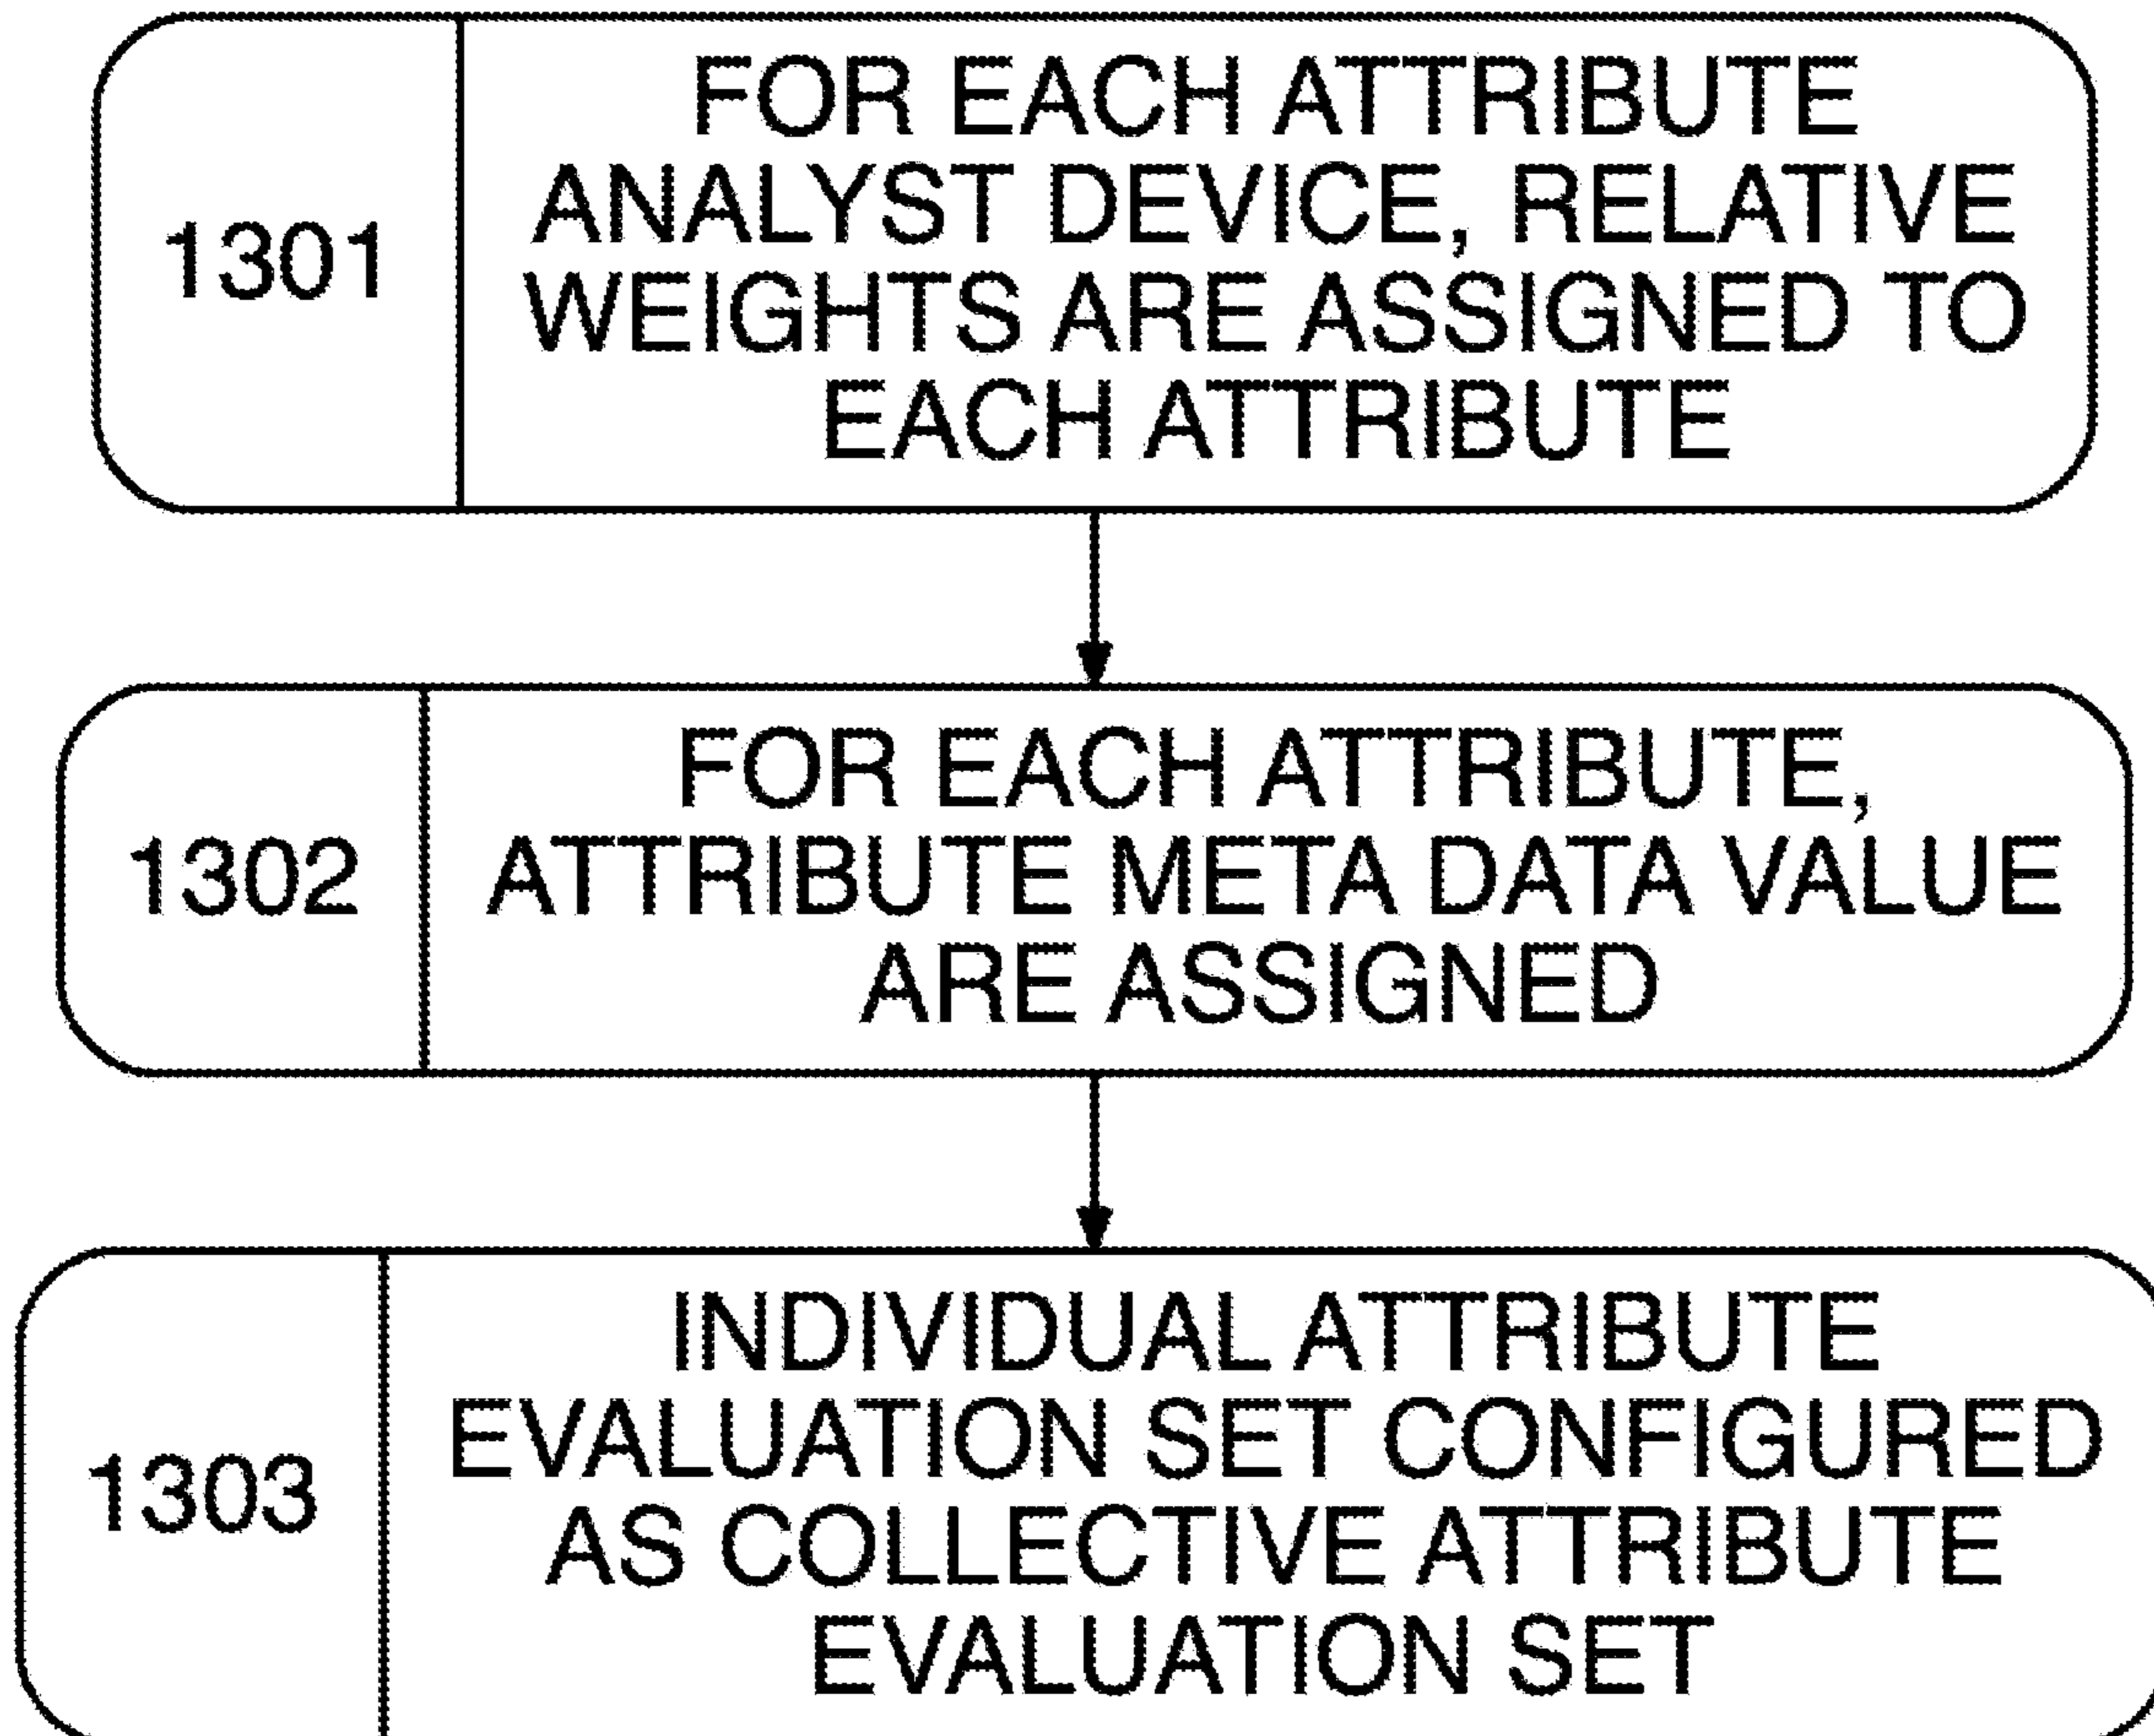 1301
FOR EACH ATTRIBUTE
ANALYST DEVICE, RELATIVE
WEIGHTS ARE ASSIGNED TO
EACH ATTRIBUTE
1302
FOR EACH ATTRIBUTE,
ATTRIBUTE META DATA VALUE
ARE ASSIGNED
1303
INDIVIDUAL ATTRIBUTE
EVALUATION SET CONFIGURED
AS COLLECTIVE ATTRIBUTE
EVALUATION SET